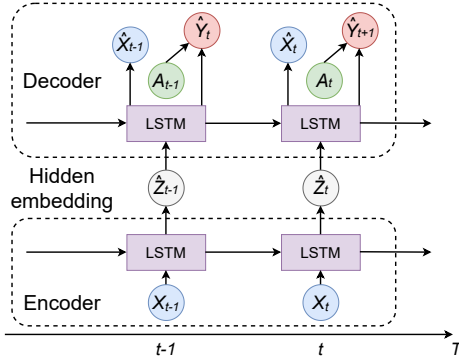 X̂t-1 Ŷt X̂t Ŷt+1
Decoder At-1 At
LSTM LSTM
Hidden
embedding
Ẑt-1 Ẑt
LSTM LSTM
Encoder Xt-1 Xt
t-1 t T